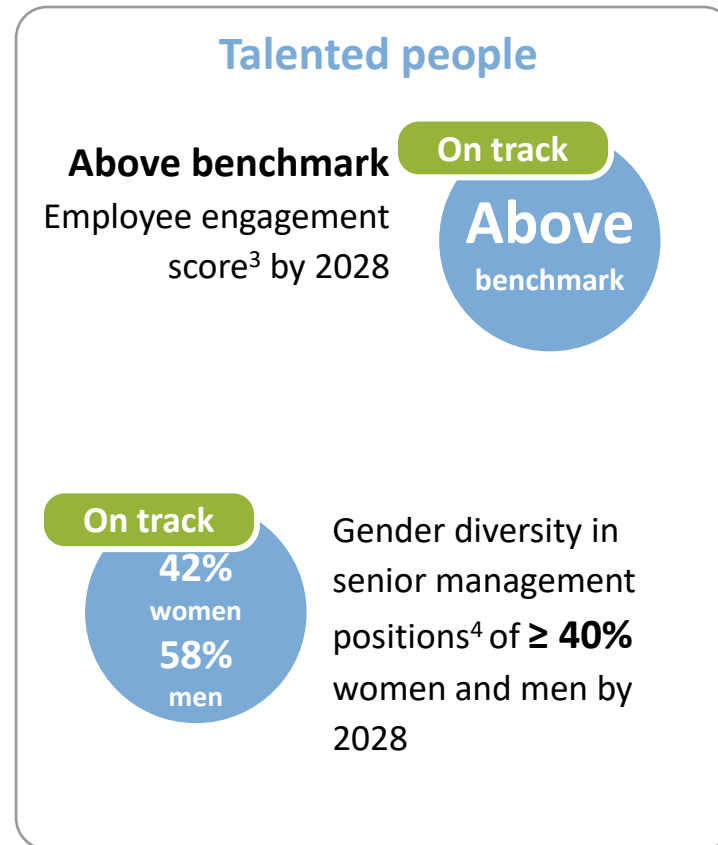 Talented people
Above benchmark
Employee engagement
score³ by 2028
On track
Above
benchmark
On track
42%
women
58%
men
Gender diversity in
senior management
positions⁴ of ≥ 40%
women and men by
2028